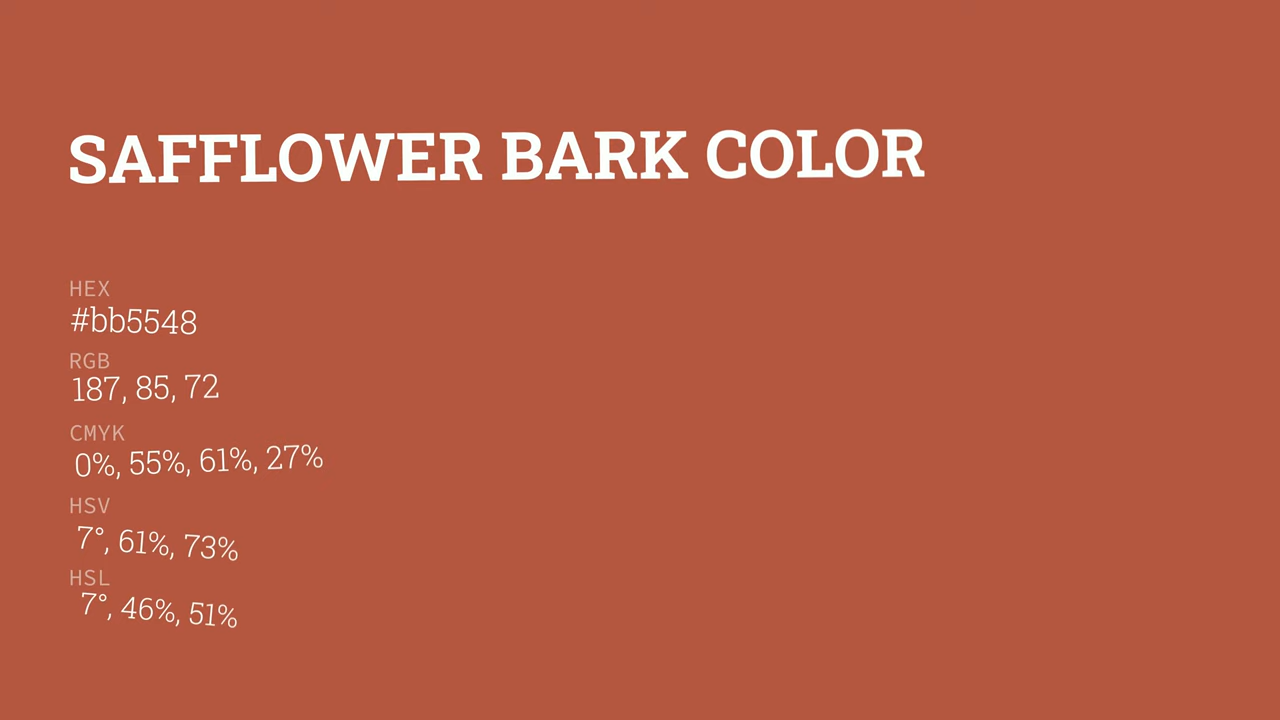 SAFFLOWER BARK COLOR
HEX
#bb5548
RGB
187, 85, 72
CMYK
0%, 55%, 61%, 27%
HSV
7°, 61%, 73%
HSL
7°, 46%, 51%